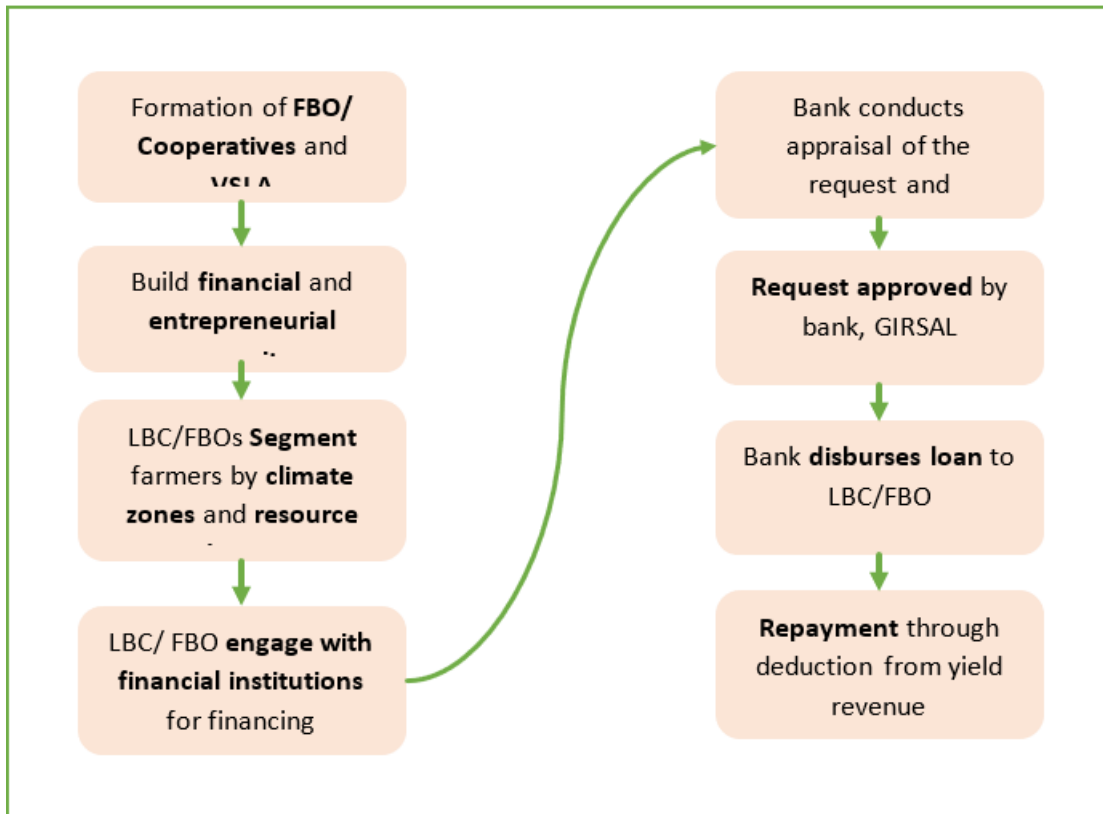 Formation of FBO/
Cooperatives and
VSLA
Build financial and
entrepreneurial
LBC/FBOs Segment
farmers by climate
zones and resource
LBC/ FBO engage with
financial institutions
for financing
Bank conducts
appraisal of the
request and
Request approved by
bank, GIRSAL
Bank disburses loan to
LBC/FBO
Repayment through
deduction from yield
revenue